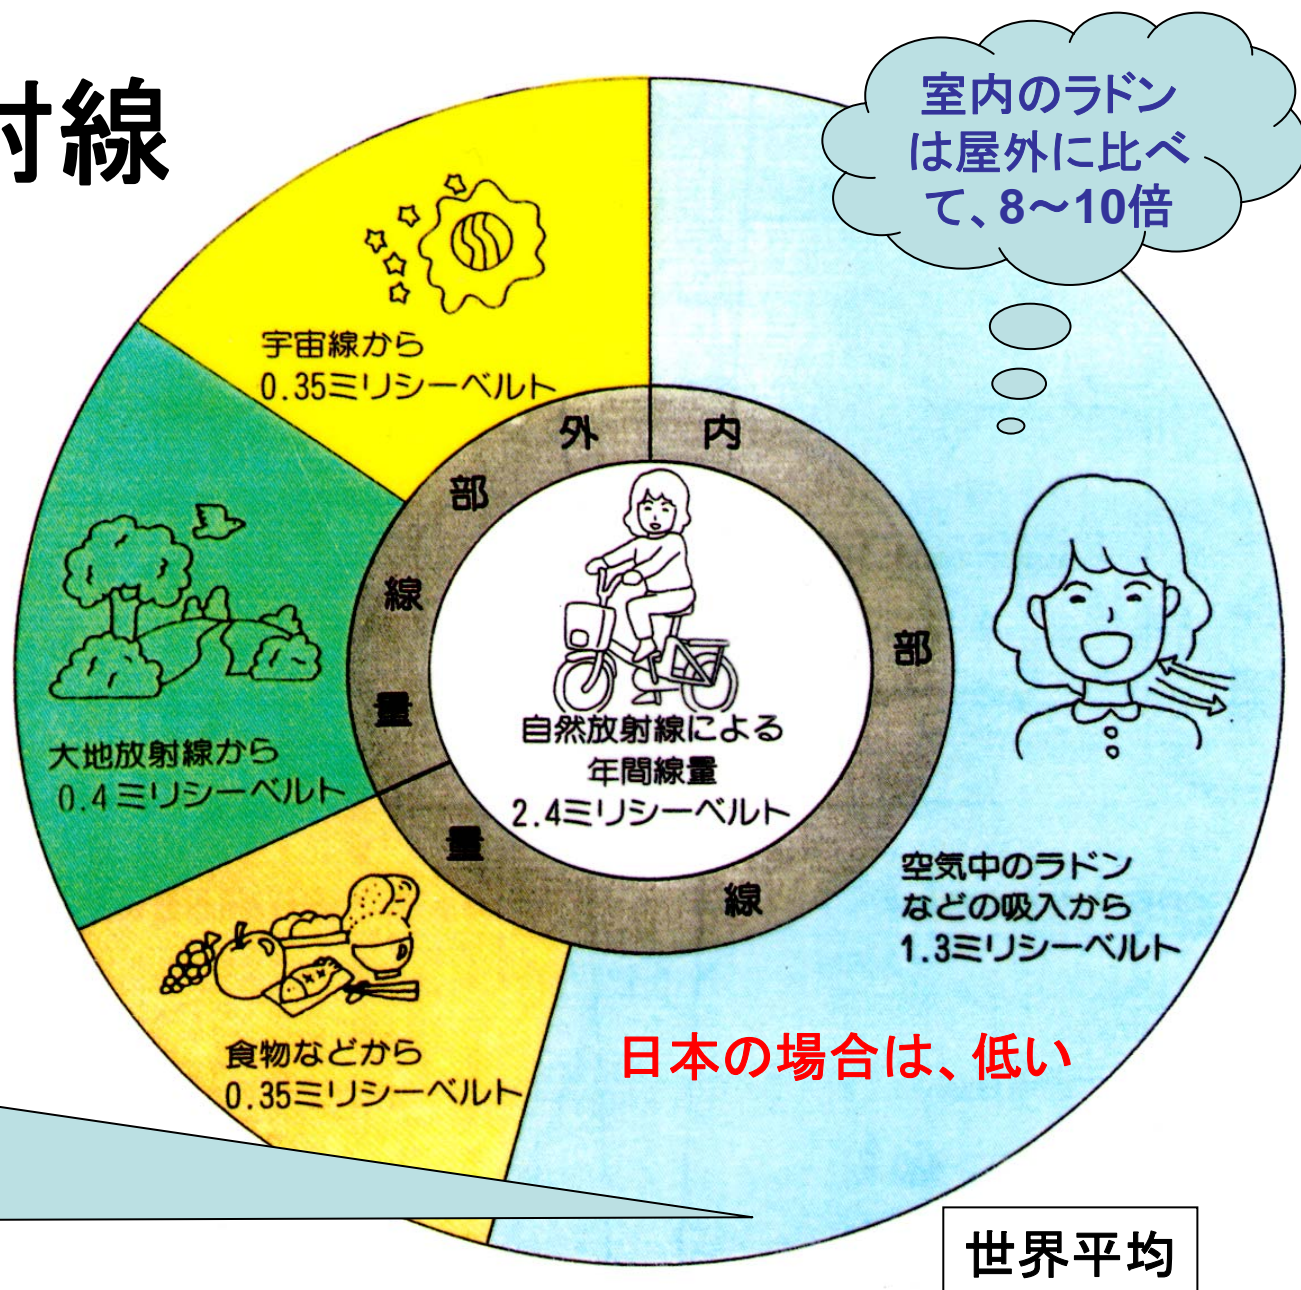 射線
室内のラドン
は屋外に比べ
て、8～10倍
宇宙線から
0.35ミリシーベルト
外部線量
内部線量
大地放射線から
0.4ミリシーベルト
自然放射線による
年間線量
2.4ミリシーベルト
空気中のラドン
などの吸入から
1.3ミリシーベルト
食物などから
0.35ミリシーベルト
日本の場合は、低い
世界平均